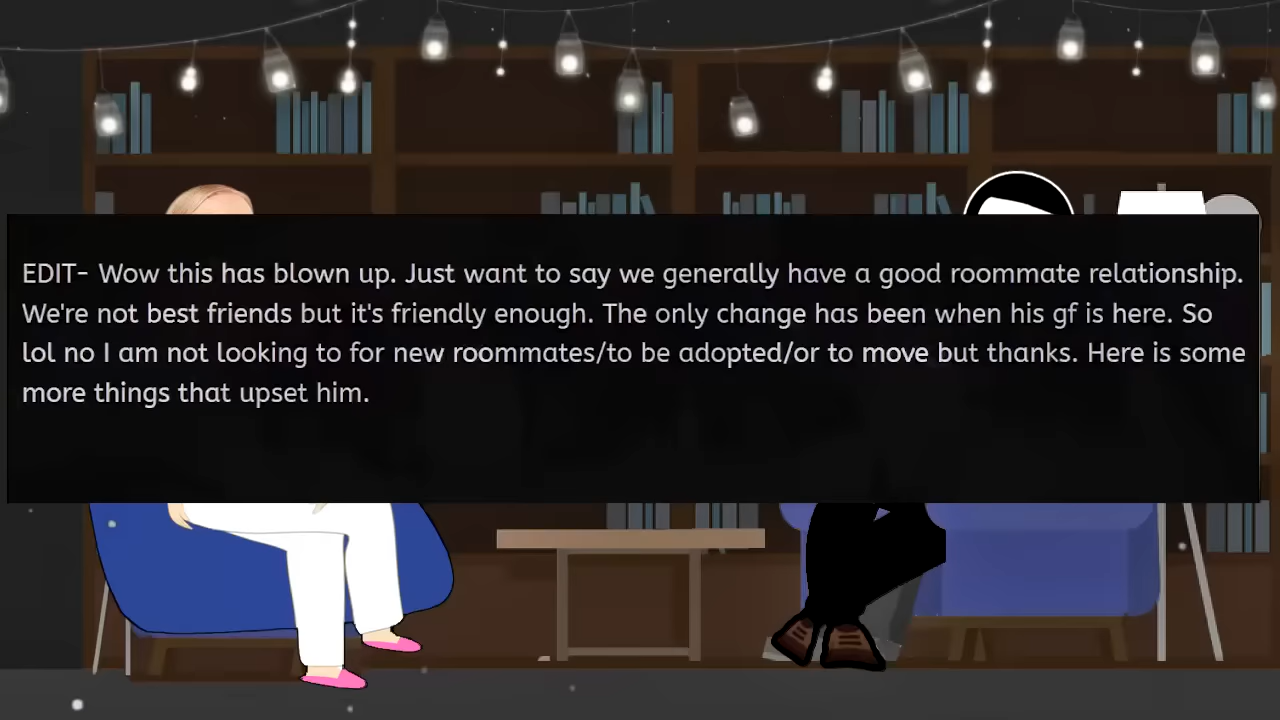 EDIT- Wow this has blown up. Just want to say we generally have a good roommate relationship.
We're not best friends but it's friendly enough. The only change has been when his gf is here. So
lol no I am not looking to for new roommates/to be adopted/or to move but thanks. Here is some
more things that upset him.